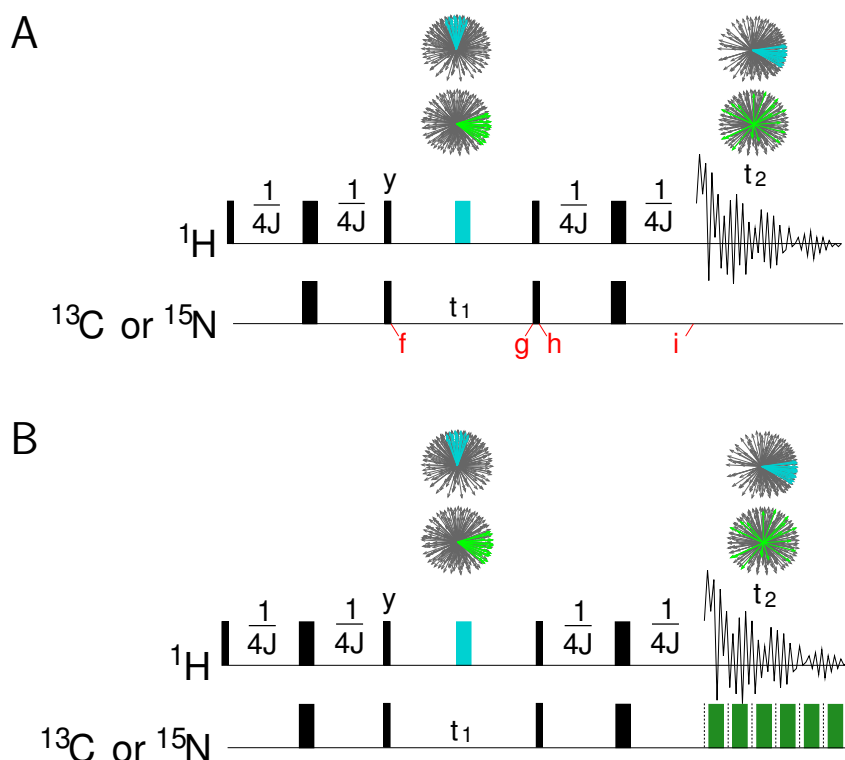 A
t2
y
1/4J 1/4J 1/4J 1/4J
¹H
¹³C or ¹⁵N
t1
f g h i
B
t2
y
1/4J 1/4J 1/4J 1/4J
¹H
¹³C or ¹⁵N
t1